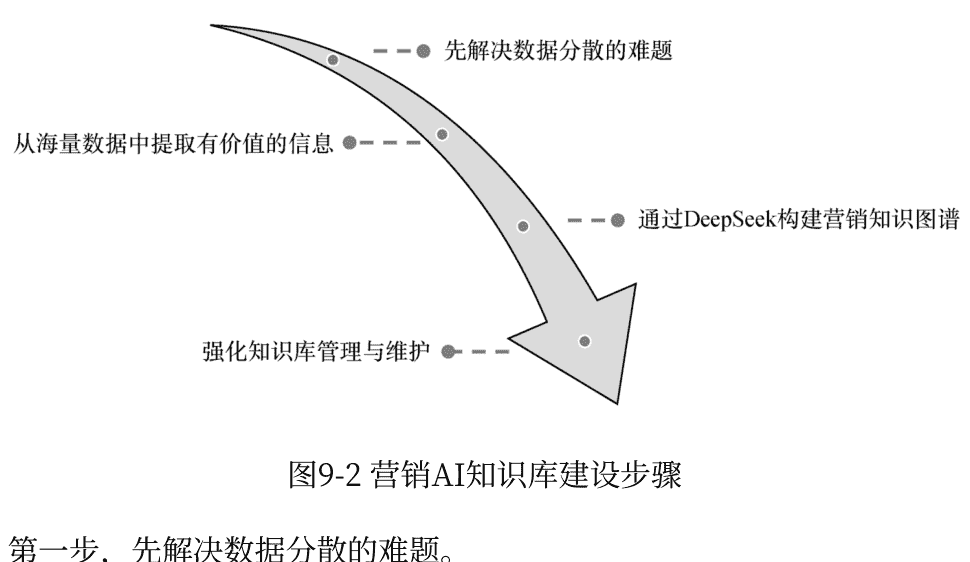 先解决数据分散的难题
从海量数据中提取有价值的信息
通过DeepSeek构建营销知识图谱
强化知识库管理与维护
图9-2 营销AI知识库建设步骤
第一步，先解决数据分散的难题。